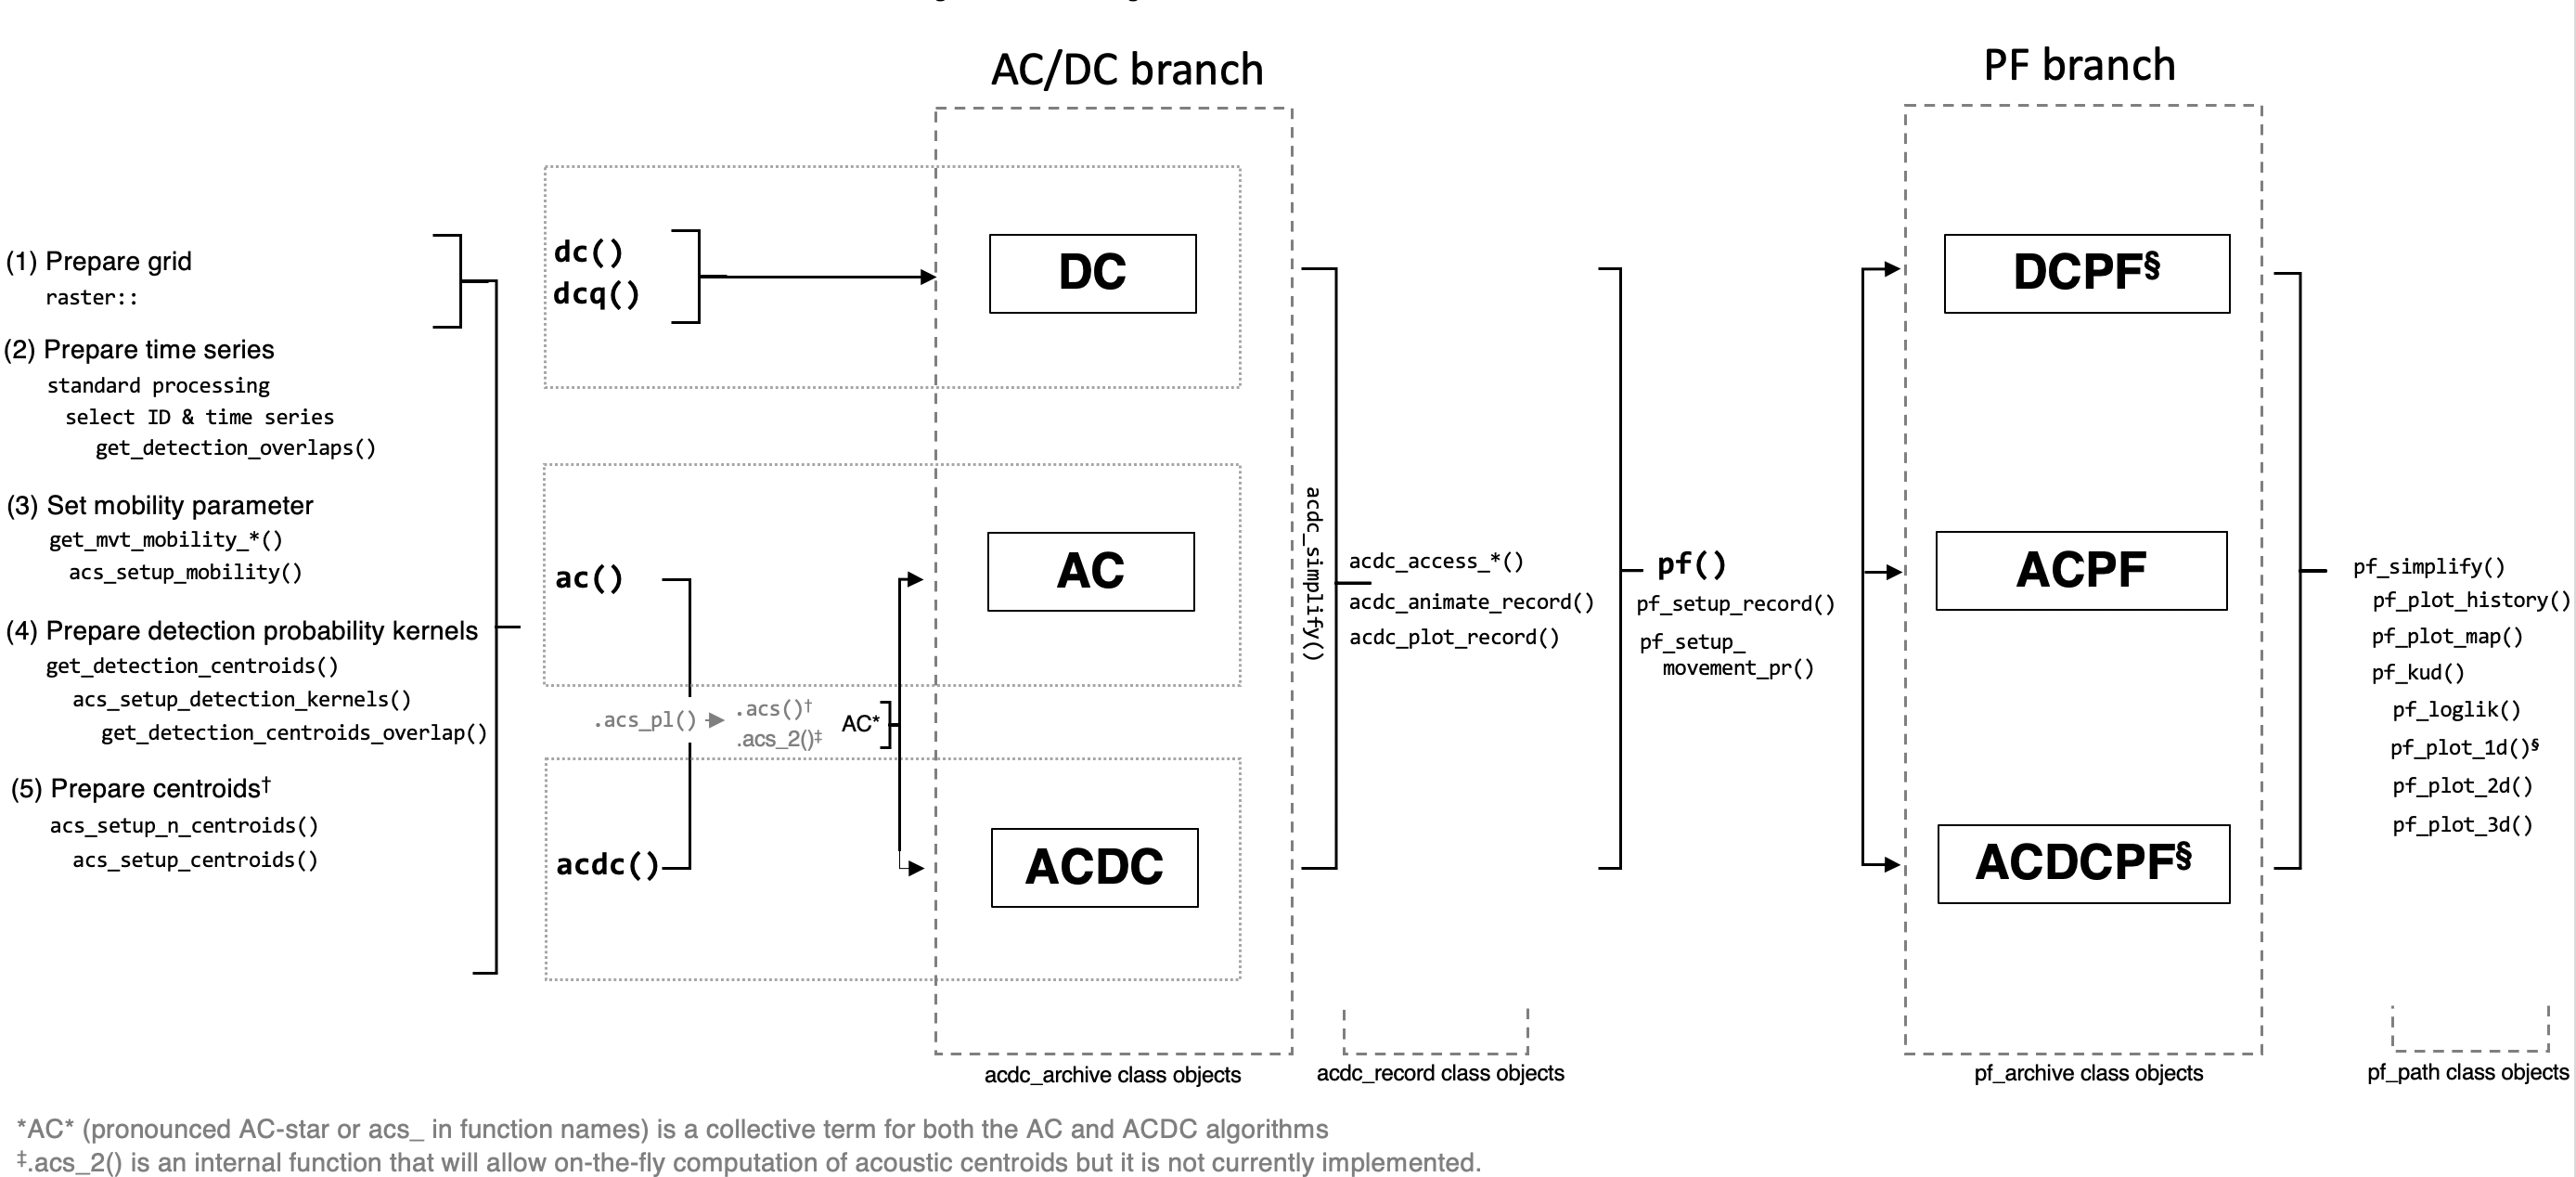 AC/DC branch
PF branch
(1) Prepare grid
raster::
(2) Prepare time series
standard processing
select ID & time series
get_detection_overlaps()
(3) Set mobility parameter
get_mvt_mobility_*()
acs_setup_mobility()
(4) Prepare detection probability kernels
get_detection_centroids()
acs_setup_detection_kernels()
get_detection_centroids_overlap()
(5) Prepare centroids†
acs_setup_n_centroids()
acs_setup_centroids()
dc()
dcq()
DC
ac()
AC
.acs_pl()
.acs()†
.acs_2()‡
AC*
acdc()
ACDC
acdc_simplify()
acdc_access_*()
acdc_animate_record()
acdc_plot_record()
pf()
pf_setup_record()
pf_setup_
movement_pr()
DCPF§
ACPF
ACDCPF§
pf_simplify()
pf_plot_history()
pf_plot_map()
pf_kud()
pf_loglik()
pf_plot_1d()§
pf_plot_2d()
pf_plot_3d()
acdc_archive class objects
acdc_record class objects
pf_archive class objects
pf_path class objects
*AC* (pronounced AC-star or acs_ in function names) is a collective term for both the AC and ACDC algorithms
‡.acs_2() is an internal function that will allow on-the-fly computation of acoustic centroids but it is not currently implemented.